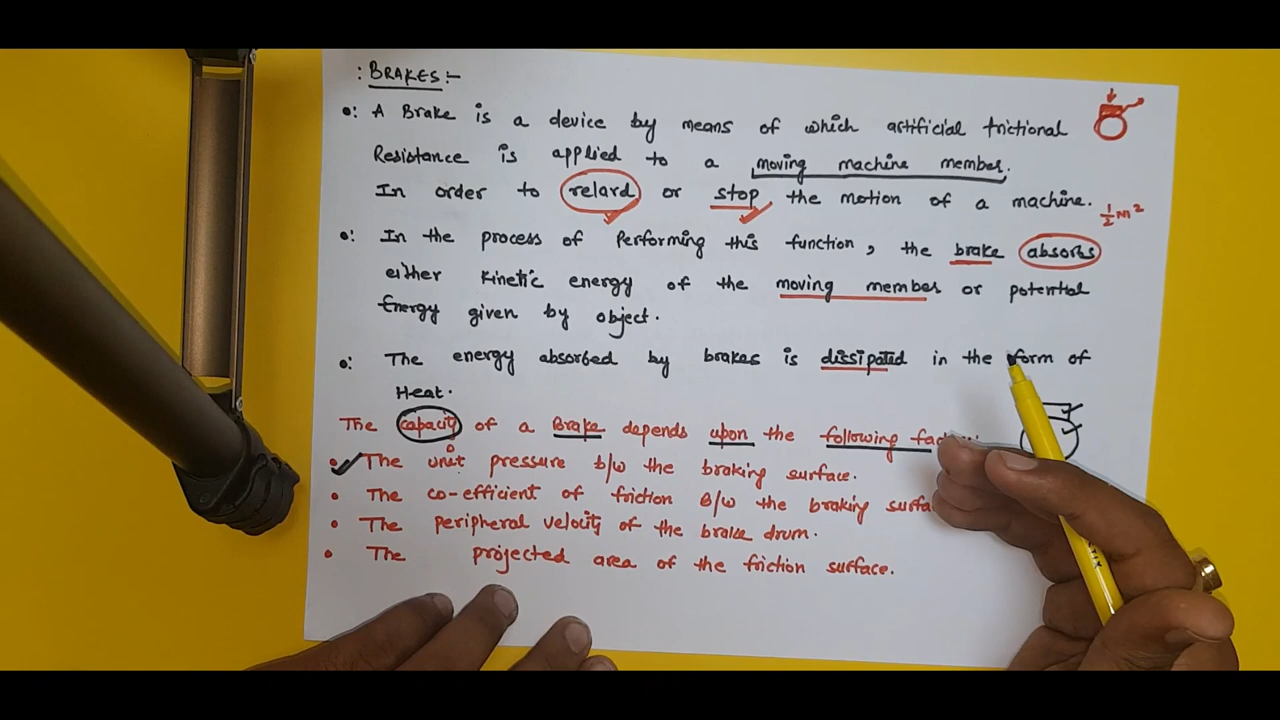 : BRAKES :-
•: A Brake is a device by means of which artificial frictional
Resistance is applied to a moving machine member.
In order to relard or stop the motion of a machine.
1/2 m²
•: In the process of Performing this function, the brake absorbs
either Kinetic energy of the moving member or potential
Energy given by object.
•: The energy absorbed by brakes is dissipated in the form of
Heat.
The capacity of a Brake depends upon the following
• The unit pressure b/w the braking surface.
• The co-efficient of friction B/w the braking
• The peripheral velocity of the brake drum.
• The projected area of the friction surface.